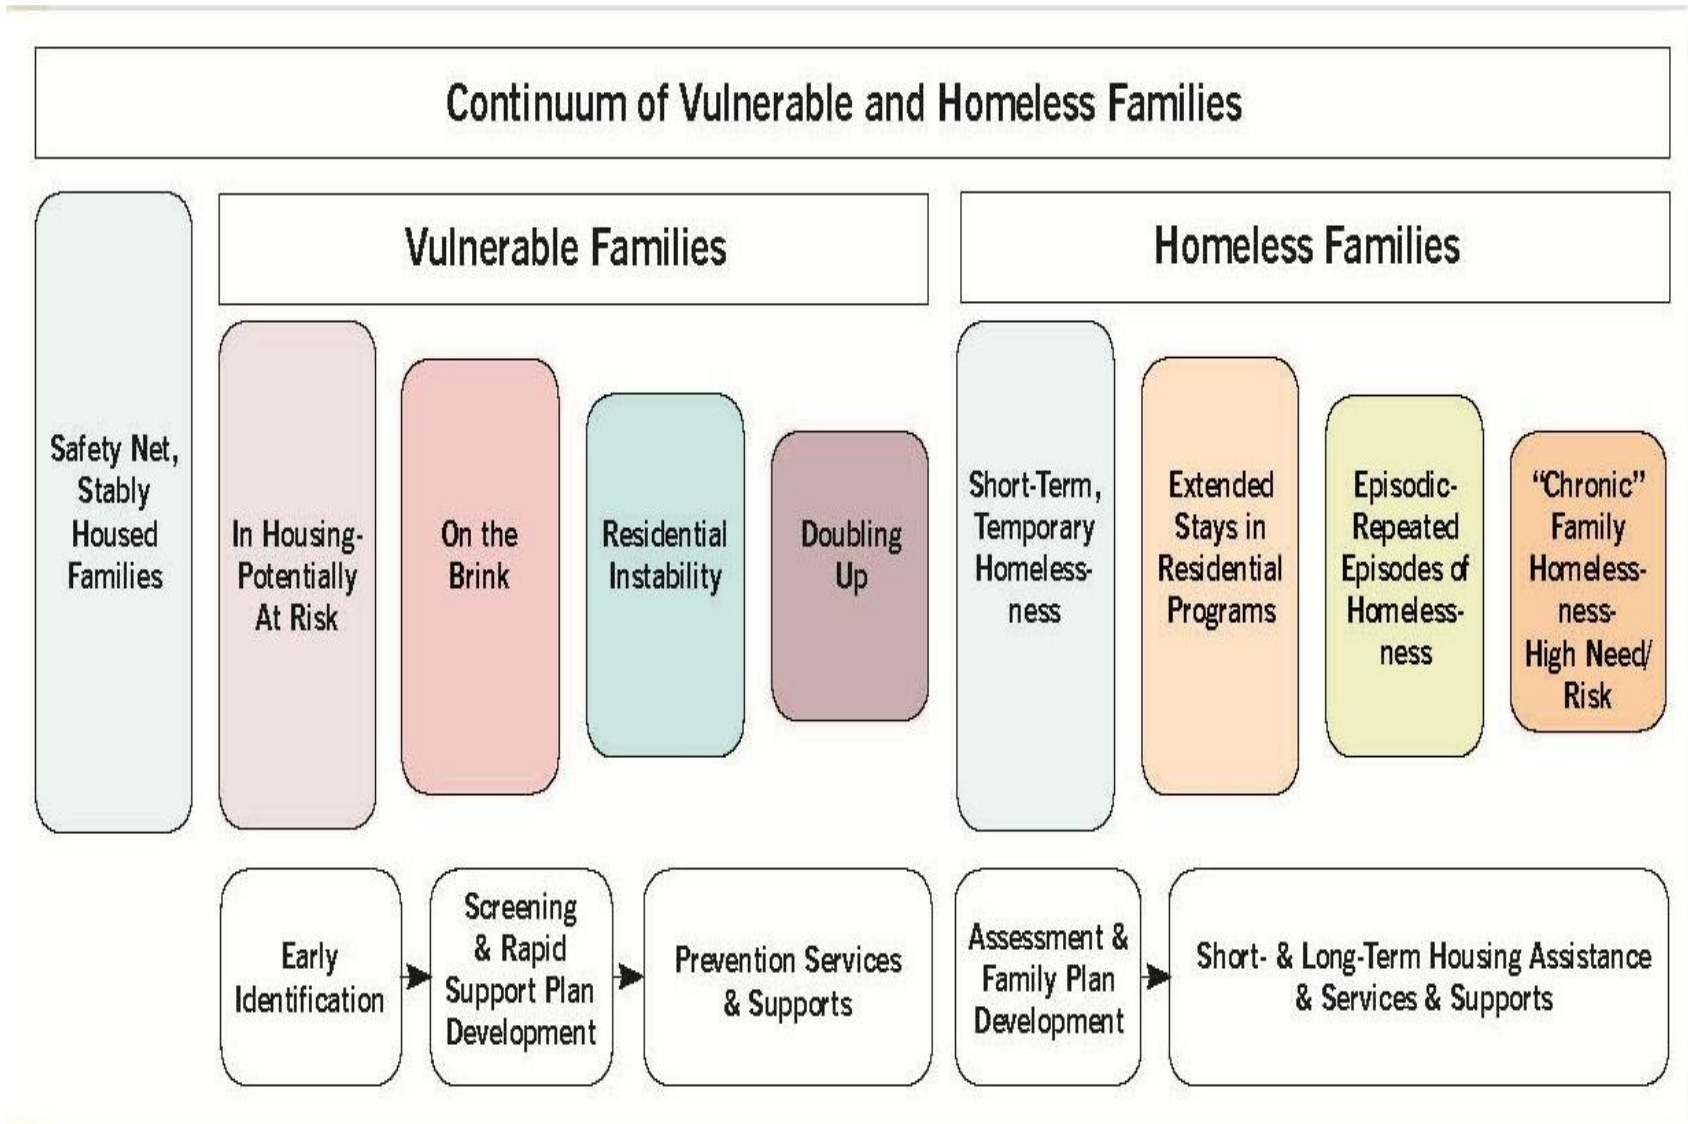 Continuum of Vulnerable and Homeless Families
Vulnerable Families
Homeless Families
Safety Net,
Stably
Housed
Families
In Housing-
Potentially
At Risk
On the
Brink
Residential
Instability
Doubling
Up
Short-Term,
Temporary
Homeless-
ness
Extended
Stays in
Residential
Programs
Episodic-
Repeated
Episodes of
Homeless-
ness
“Chronic”
Family
Homeless-
ness-
High Need/
Risk
Early
Identification
Screening
& Rapid
Support Plan
Development
Prevention Services
& Supports
Assessment &
Family Plan
Development
Short- & Long-Term Housing Assistance
& Services & Supports